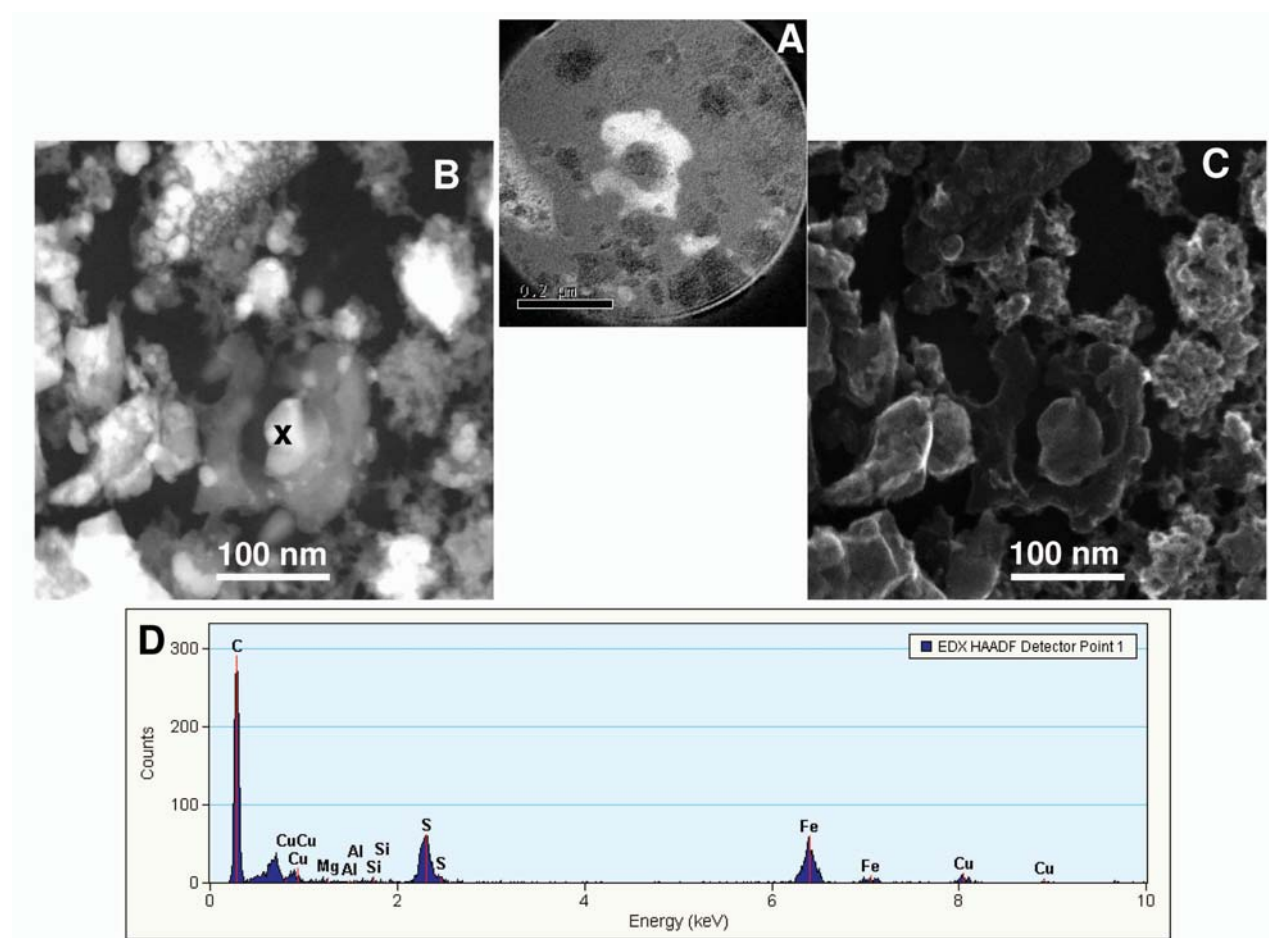 A
0.2 µm
B
x
100 nm
C
100 nm
D
EDX HAADF Detector Point 1
Counts
300
200
100
0
C
CuCu
Cu
Mg
Al
Al
Si
Si
S
S
Fe
Fe
Cu
Cu
0 2 4 6 8 10
Energy (keV)